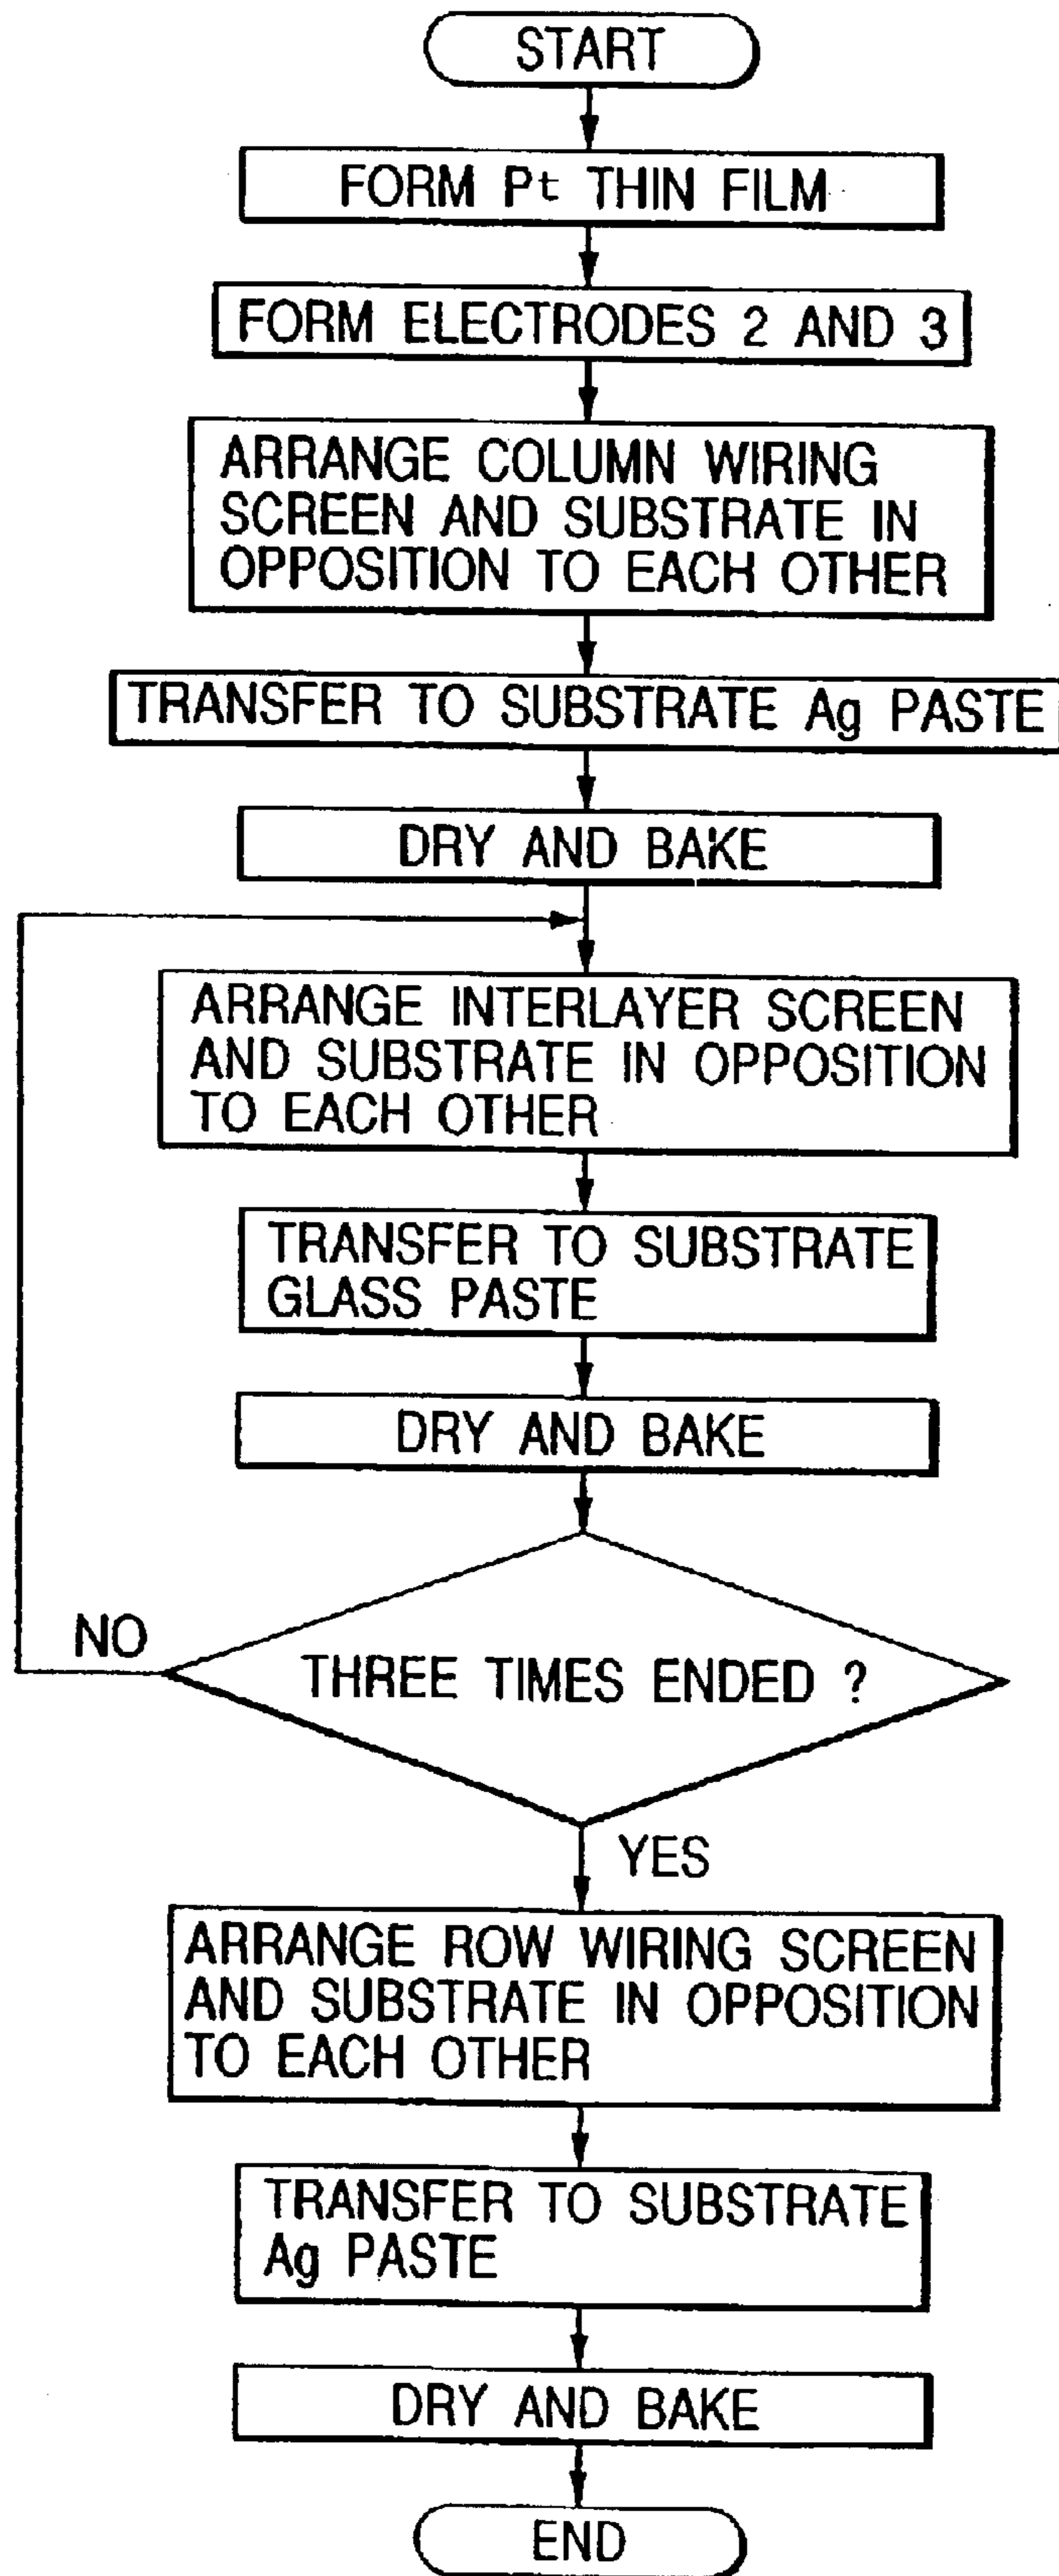 START
FORM Pt THIN FILM
FORM ELECTRODES 2 AND 3
ARRANGE COLUMN WIRING
SCREEN AND SUBSTRATE IN
OPPOSITION TO EACH OTHER
TRANSFER TO SUBSTRATE Ag PASTE
DRY AND BAKE
ARRANGE INTERLAYER SCREEN
AND SUBSTRATE IN OPPOSITION
TO EACH OTHER
TRANSFER TO SUBSTRATE
GLASS PASTE
DRY AND BAKE
NO
THREE TIMES ENDED ?
YES
ARRANGE ROW WIRING SCREEN
AND SUBSTRATE IN OPPOSITION
TO EACH OTHER
TRANSFER TO SUBSTRATE
Ag PASTE
DRY AND BAKE
END